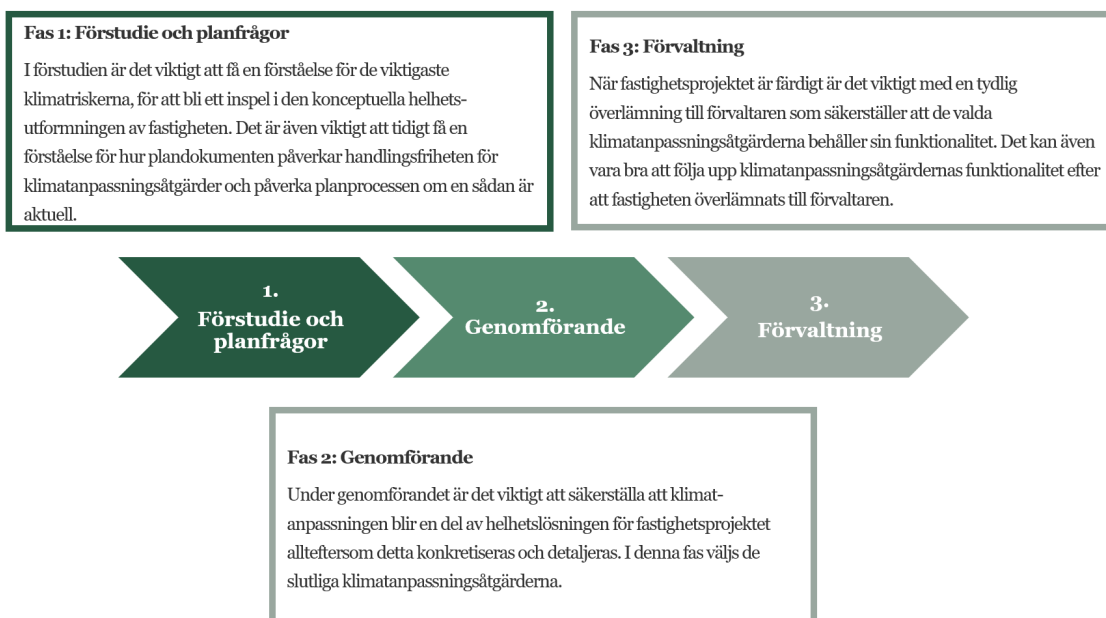 Fas 1: Förstudie och planfrågor
I förstudien är det viktigt att få en förståelse för de viktigaste
klimatriskerna, för att bli ett inspel i den konceptuella helhets-
utformningen av fastigheten. Det är även viktigt att tidigt få en
förståelse för hur plandokumenten påverkar handlingsfriheten för
klimatanpassningsåtgärder och påverka planprocessen om en sådan är
aktuell.
Fas 3: Förvaltning
När fastighetsprojektet är färdigt är det viktigt med en tydlig
överlämning till förvaltaren som säkerställer att de valda
klimatanpassningsåtgärderna behåller sin funktionalitet. Det kan även
vara bra att följa upp klimatanpassningsåtgärdernas funktionalitet efter
att fastigheten överlämnats till förvaltaren.
1.
Förstudie och
planfrågor
2.
Genomförande
3.
Förvaltning
Fas 2: Genomförande
Under genomförandet är det viktigt att säkerställa att klimat-
anpassningen blir en del av helhetslösningen för fastighetsprojektet
allteftersom detta konkretiseras och detaljeras. I denna fas väljs de
slutliga klimatanpassningsåtgärderna.